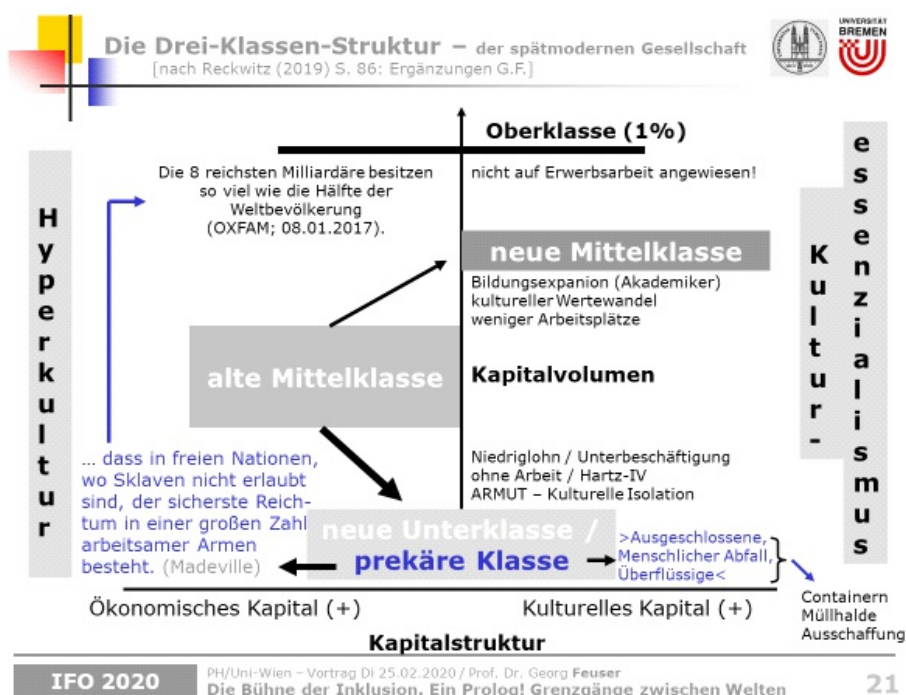 Die Drei-Klassen-Struktur – der spätmodernen Gesellschaft
[nach Reckwitz (2019) S. 86: Ergänzungen G.F.]
UNIVERSITÄT
BREMEN
Oberklasse (1%)
Die 8 reichsten Milliardäre besitzen
so viel wie die Hälfte der
Weltbevölkerung
(OXFAM; 08.01.2017).
nicht auf Erwerbsarbeit angewiesen!
neue Mittelklasse
Bildungsexpanion (Akademiker)
kultureller Wertewandel
weniger Arbeitsplätze
alte Mittelklasse
Kapitalvolumen
Niedriglohn / Unterbeschäftigung
ohne Arbeit / Hartz-IV
ARMUT – Kulturelle Isolation
... dass in freien Nationen,
wo Sklaven nicht erlaubt
sind, der sicherste Reich-
tum in einer großen Zahl
arbeitsamer Armen
besteht. (Madeville)
neue Unterklasse /
prekäre Klasse
>Ausgeschlossene,
Menschlicher Abfall,
Überflüssige<
Containern
Müllhalde
Ausschaffung
Hyperkultur
Kultur-
essenzialismus
Ökonomisches Kapital (+)
Kulturelles Kapital (+)
Kapitalstruktur
IFO 2020
PH/Uni-Wien – Vortrag Di 25.02.2020 / Prof. Dr. Georg Feuser
Die Bühne der Inklusion. Ein Prolog! Grenzgänge zwischen Welten
21